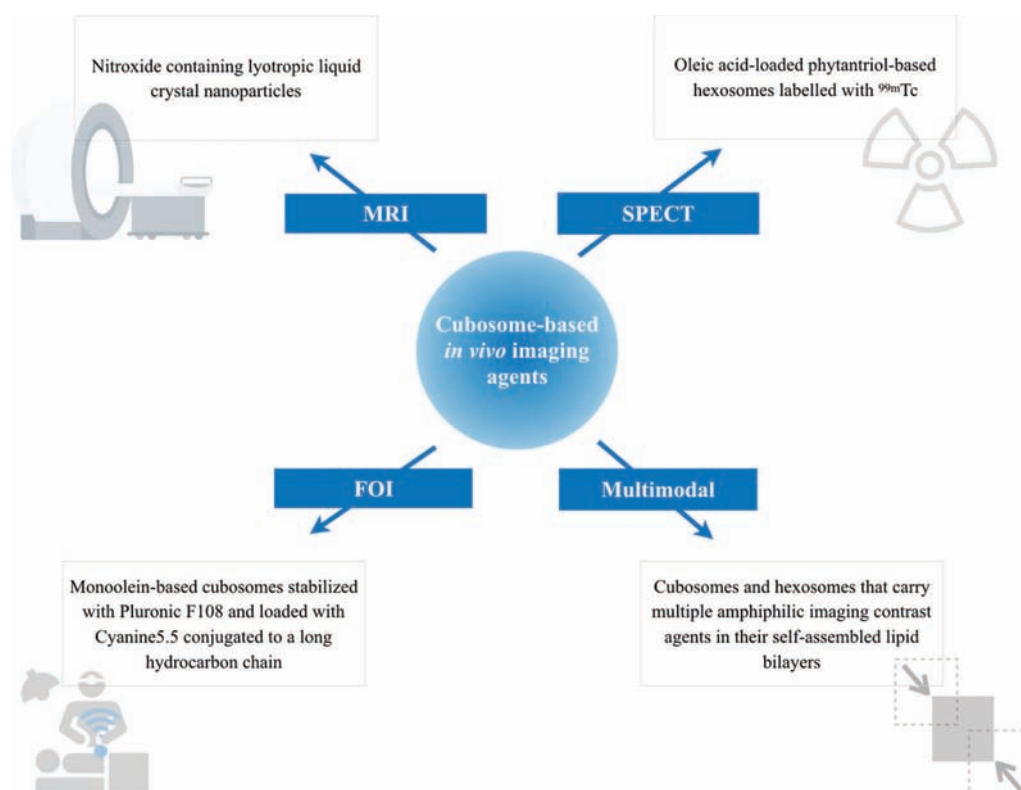 Nitroxide containing lyotropic liquid
crystal nanoparticles
Oleic acid-loaded phytantriol-based
hexosomes labelled with ⁹⁹ᵐTc
MRI
SPECT
Cubosome-based
in vivo imaging
agents
FOI
Multimodal
Monoolein-based cubosomes stabilized
with Pluronic F108 and loaded with
Cyanine5.5 conjugated to a long
hydrocarbon chain
Cubosomes and hexosomes that carry
multiple amphiphilic imaging contrast
agents in their self-assembled lipid
bilayers